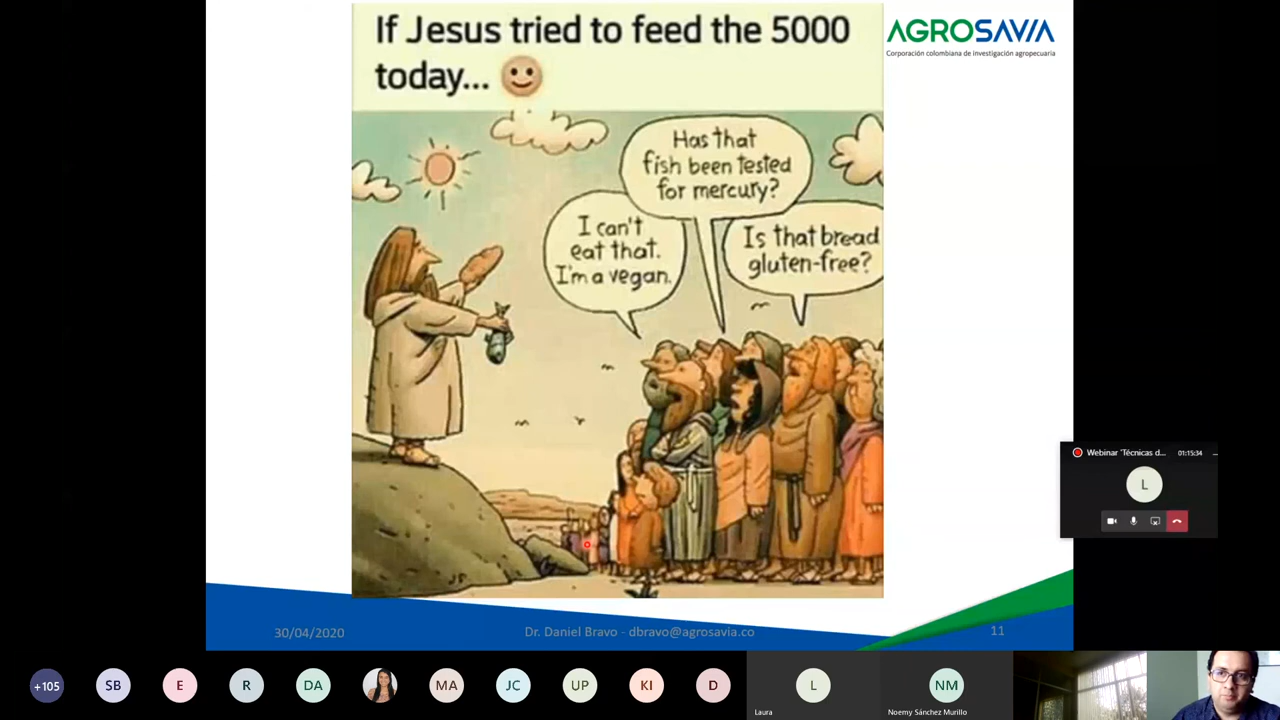 If Jesus tried to feed the 5000
today...
AGROSAVIA
Corporación colombiana de investigación agropecuaria
Has that
fish been tested
for mercury?
I can't
eat that.
I'm a vegan.
Is that bread
gluten-free?
Webinar 'Técnicas d...
01:15:34
...
L
30/04/2020
Dr. Daniel Bravo - dbravo@agrosavia.co
11
+105
SB
E
R
DA
MA
JC
UP
KI
D
L
NM
Laura
Noemy Sánchez Murillo